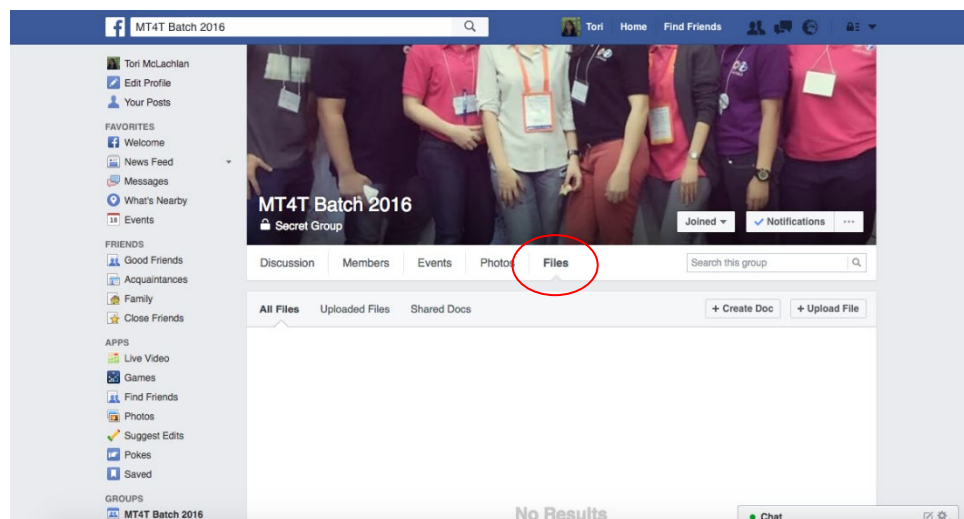 MT4T Batch 2016
Tori Home Find Friends
Tori McLachlan
Edit Profile
Your Posts
FAVORITES
Welcome
News Feed
Messages
What's Nearby
18 Events
FRIENDS
Good Friends
Acquaintances
Family
Close Friends
APPS
Live Video
Games
Find Friends
Photos
Suggest Edits
Pokes
Saved
GROUPS
MT4T Batch 2016
MT4T Batch 2016
Secret Group
Joined Notifications ...
Discussion Members Events Photos Files Search this group
All Files Uploaded Files Shared Docs + Create Doc + Upload File
No Results
Chat